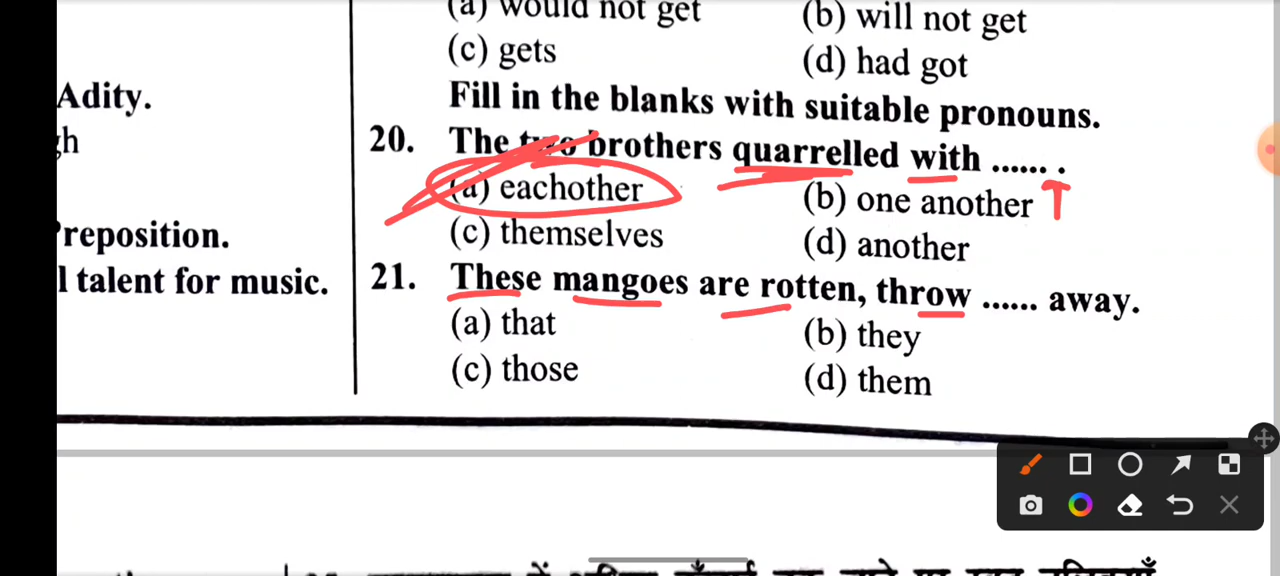 (a) would not get (b) will not get
(c) gets (d) had got
Fill in the blanks with suitable pronouns.
Adity.
20. The two brothers quarrelled with ...... .
(a) eachother (b) one another
(c) themselves (d) another
Preposition.
l talent for music.
21. These mangoes are rotten, throw ...... away.
(a) that (b) they
(c) those (d) them